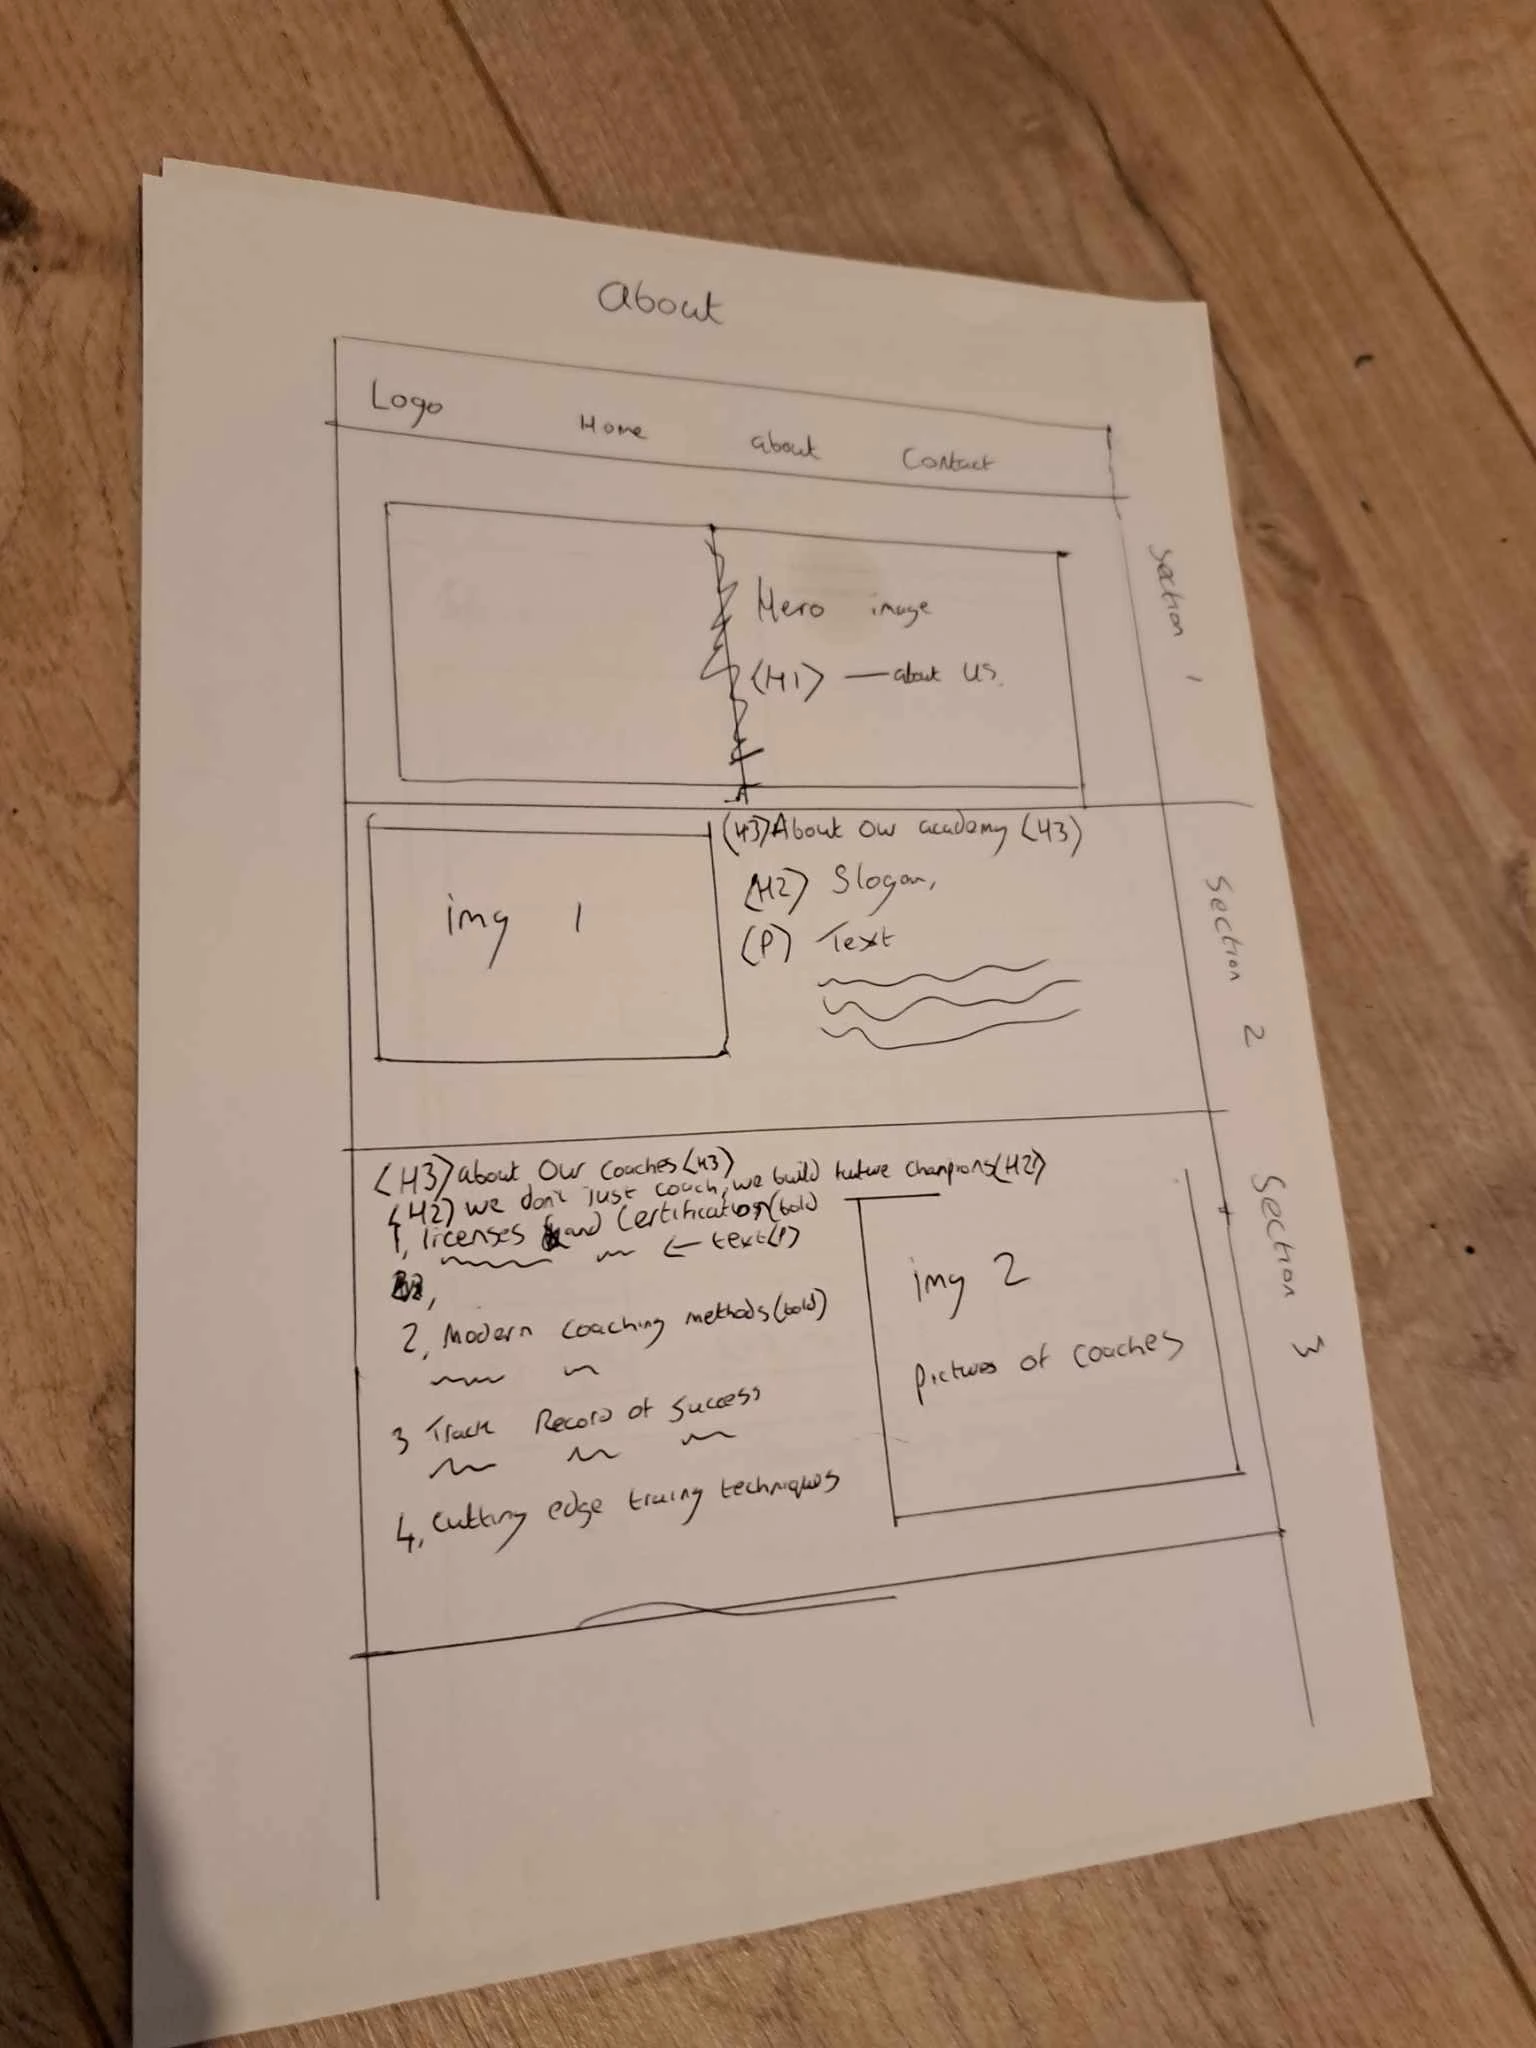 About
Logo Home about Contact
Section 1
Hero image
<H1> — about us.
(H3)About our academy <H3)
<H2> Slogan,
(P) Text
img 1
Section 2
<H3>about Our coaches<H3)
<H2) we don't just coach, we build future champions(H2)
1, licenses and Certification(bold
← text(P)
2, Modern coaching methods(bold)
3 Track Record of Success
4, Cutting edge traing techniques
img 2
pictures of coaches
Section 3